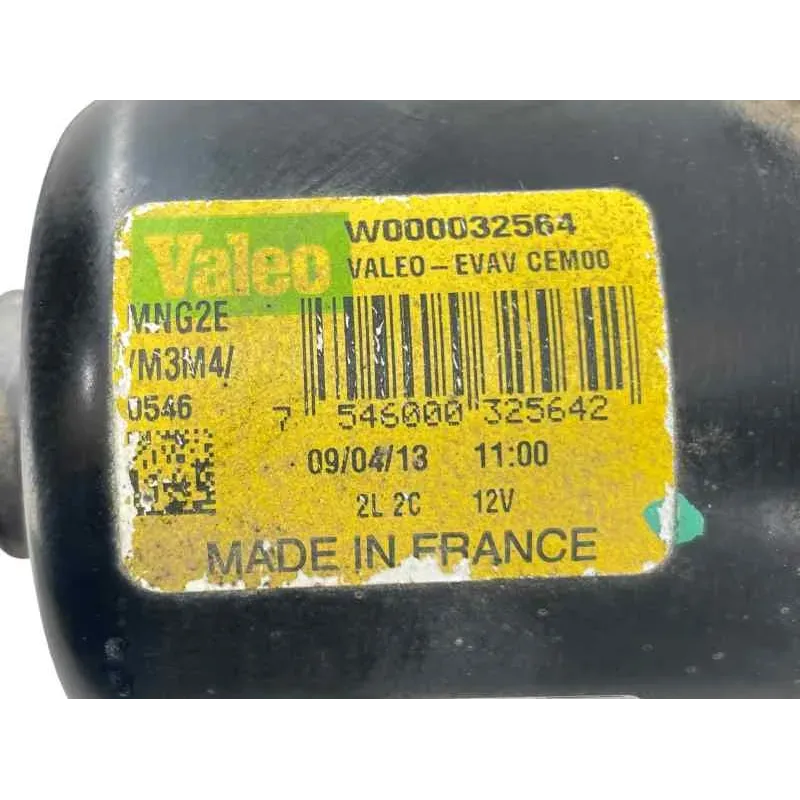 Valeo
W000032564
VALEO-EVAV CEM00
MNG2E
/M3M4/
0546
7 546000 325642
09/04/13 11:00
2L 2C 12V
MADE IN FRANCE